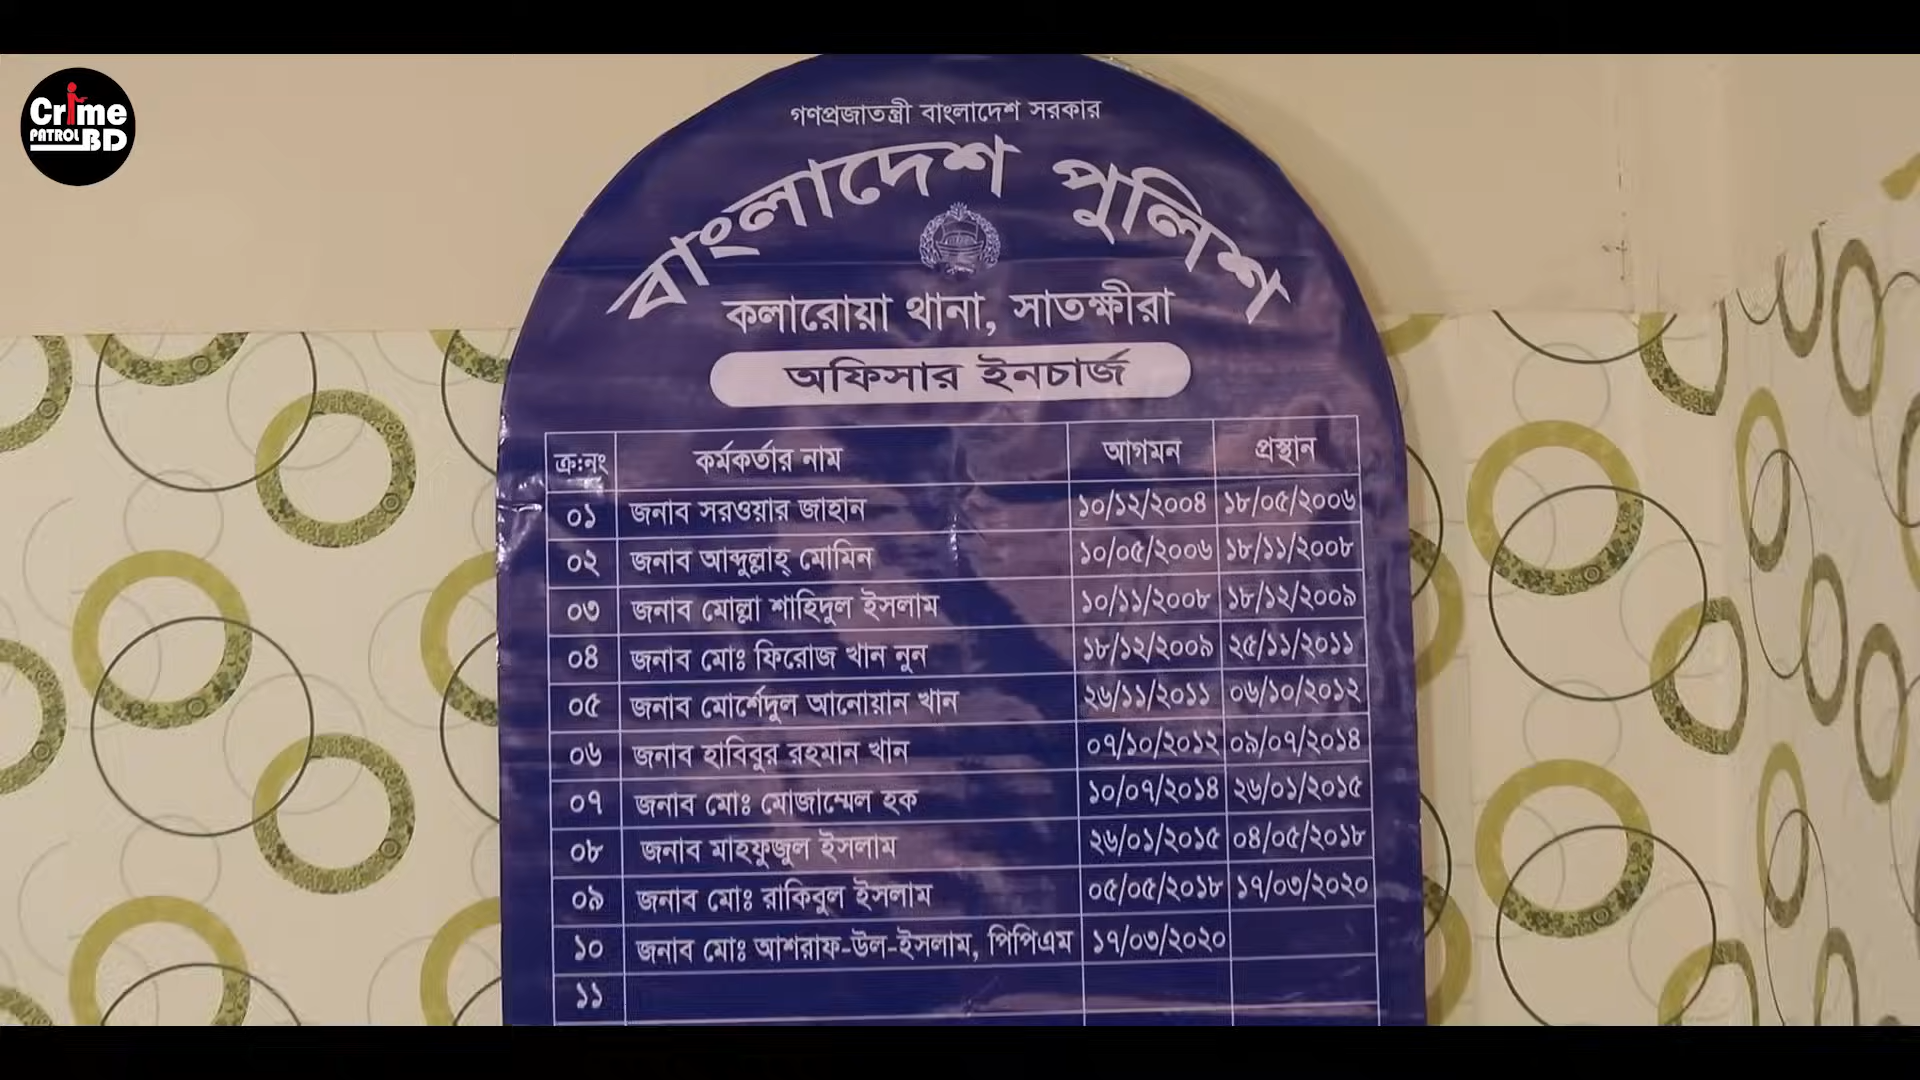 Crime
PATROL BD
গণপ্রজাতন্ত্রী বাংলাদেশ সরকার
বাংলাদেশ পুলিশ
কলারোয়া থানা, সাতক্ষীরা
অফিসার ইনচার্জ
ক্র:নং কর্মকর্তার নাম আগমন প্রস্থান
০১ জনাব সরওয়ার জাহান ১০/১২/২০০৪ ১৮/০৫/২০০৬
০২ জনাব আব্দুল্লাহ্ মোমিন ১০/০৫/২০০৬ ১৮/১১/২০০৮
০৩ জনাব মোল্লা শাহিদুল ইসলাম ১০/১১/২০০৮ ১৮/১২/২০০৯
০৪ জনাব মোঃ ফিরোজ খান নুন ১৮/১২/২০০৯ ২৫/১১/২০১১
০৫ জনাব মোর্শেদুল আনোয়ান খান ২৬/১১/২০১১ ০৬/১০/২০১২
০৬ জনাব হাবিবুর রহমান খান ০৭/১০/২০১২ ০৯/০৭/২০১৪
০৭ জনাব মোঃ মোজাম্মেল হক ১০/০৭/২০১৪ ২৬/০১/২০১৫
০৮ জনাব মাহফুজুল ইসলাম ২৬/০১/২০১৫ ০৪/০৫/২০১৮
০৯ জনাব মোঃ রাকিবুল ইসলাম ০৫/০৫/২০১৮ ১৭/০৩/২০২০
১০ জনাব মোঃ আশরাফ-উল-ইসলাম, পিপিএম ১৭/০৩/২০২০
১১